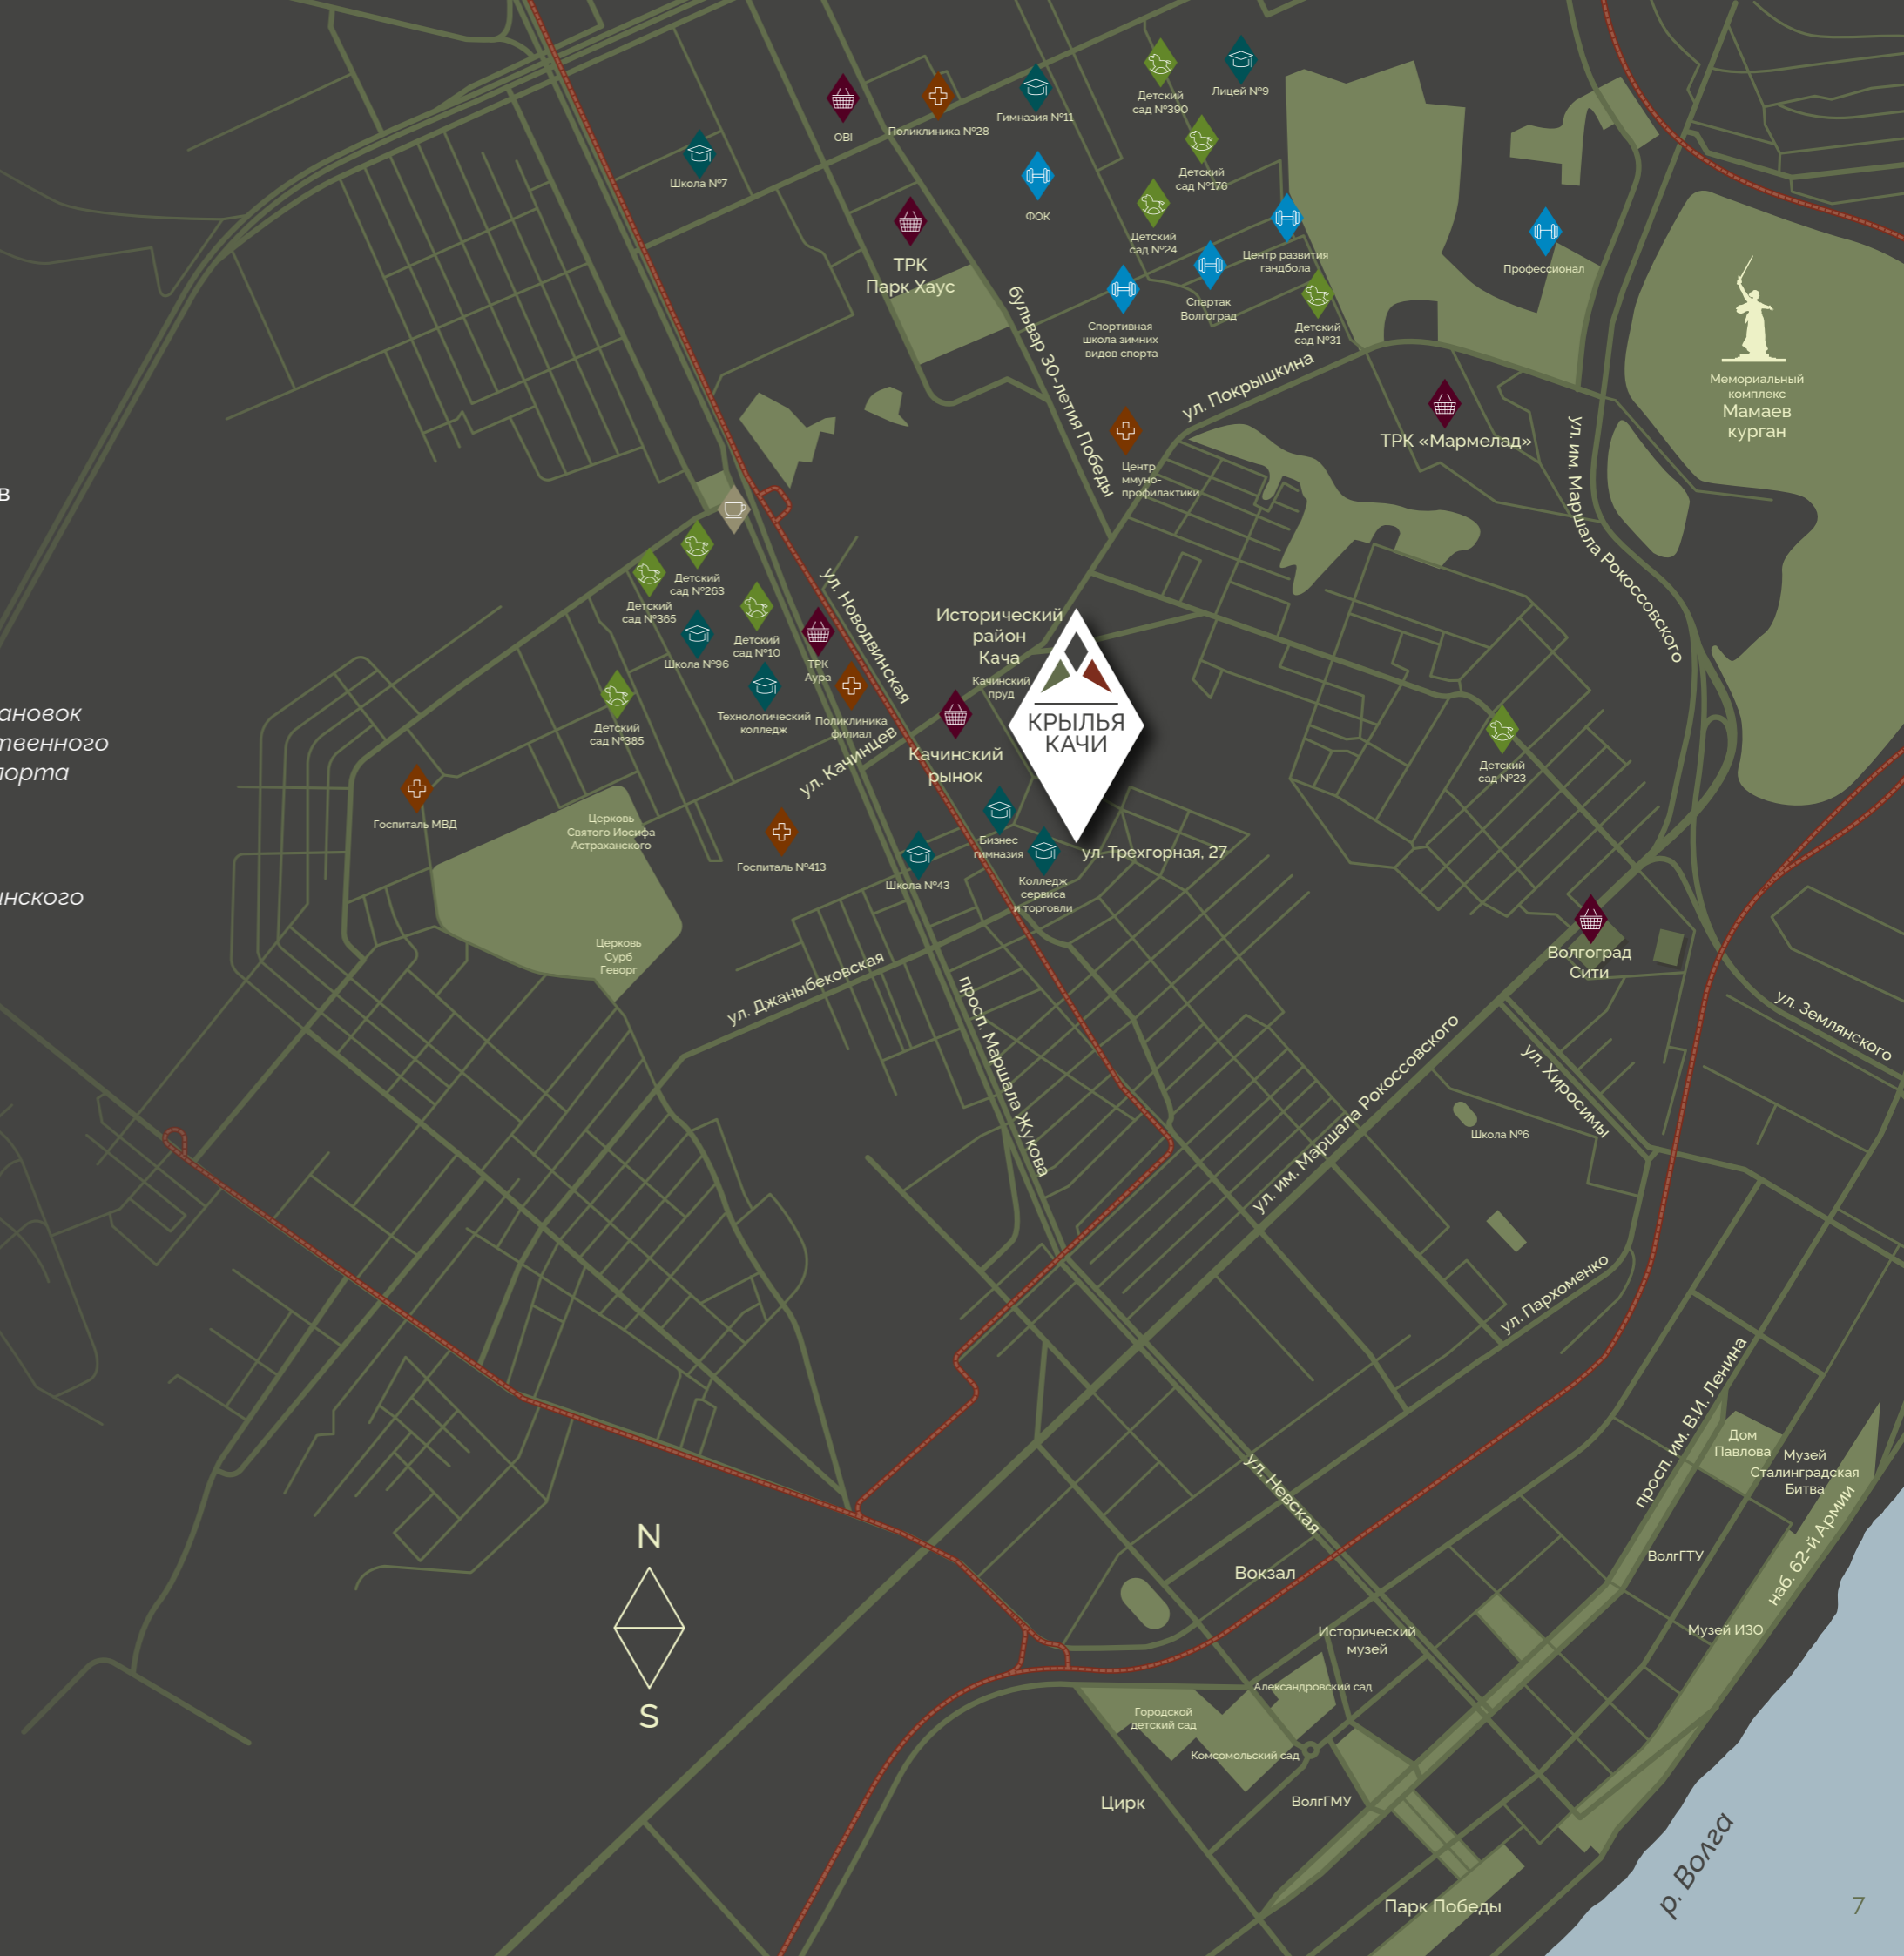 Детский
сад №390
Лицей №9
OBI
Поликлиника №28
Гимназия №11
Школа №7
Детский
сад №176
ФОК
Детский
сад №24
ТРК
Парк Хаус
Центр развития
гандбола
Профессионал
Спартак
Волгоград
Спортивная
школа зимних
видов спорта
Детский
сад №31
бульвар 30-летия Победы
ул. Покрышкина
ТРК «Мармелад»
Мемориальный
комплекс
Мамаев
курган
Центр
ммуно-
профилактики
ул. им. Маршала Рокоссовского
в
Детский
сад №263
Детский
сад №365
Школа №96
Детский
сад №10
ТРК
Аура
ул. Новодвинская
Исторический
район
Кача
Качинский
пруд
КРЫЛЬЯ
КАЧИ
Технологический
колледж
Поликлиника
филиал
Детский
сад №385
ул. Качинцев
Качинский
рынок
Детский
сад №23
ановок
твенного
порта
Госпиталь МВД
Церковь
Святого Иосифа
Астраханского
Госпиталь №413
Бизнес
гимназия
ул. Трехгорная, 27
Школа №43
Колледж
сервиса
и торговли
инского
Церковь
Сурб
Геворг
ул. Джаныбековская
Волгоград
Сити
просп. Маршала Жукова
ул. Землянского
ул. им. Маршала Рокоссовского
ул. Хиросимы
Школа №6
ул. Пархоменко
просп. им. В.И. Ленина
Дом
Павлова
Музей
Сталинградская
Битва
ул. Невская
наб. 62-й Армии
ВолгГТУ
N
S
Вокзал
Исторический
музей
Музей ИЗО
Александровский сад
Городской
детский сад
Комсомольский сад
Цирк
ВолгГМУ
Парк Победы
р. Волга
7